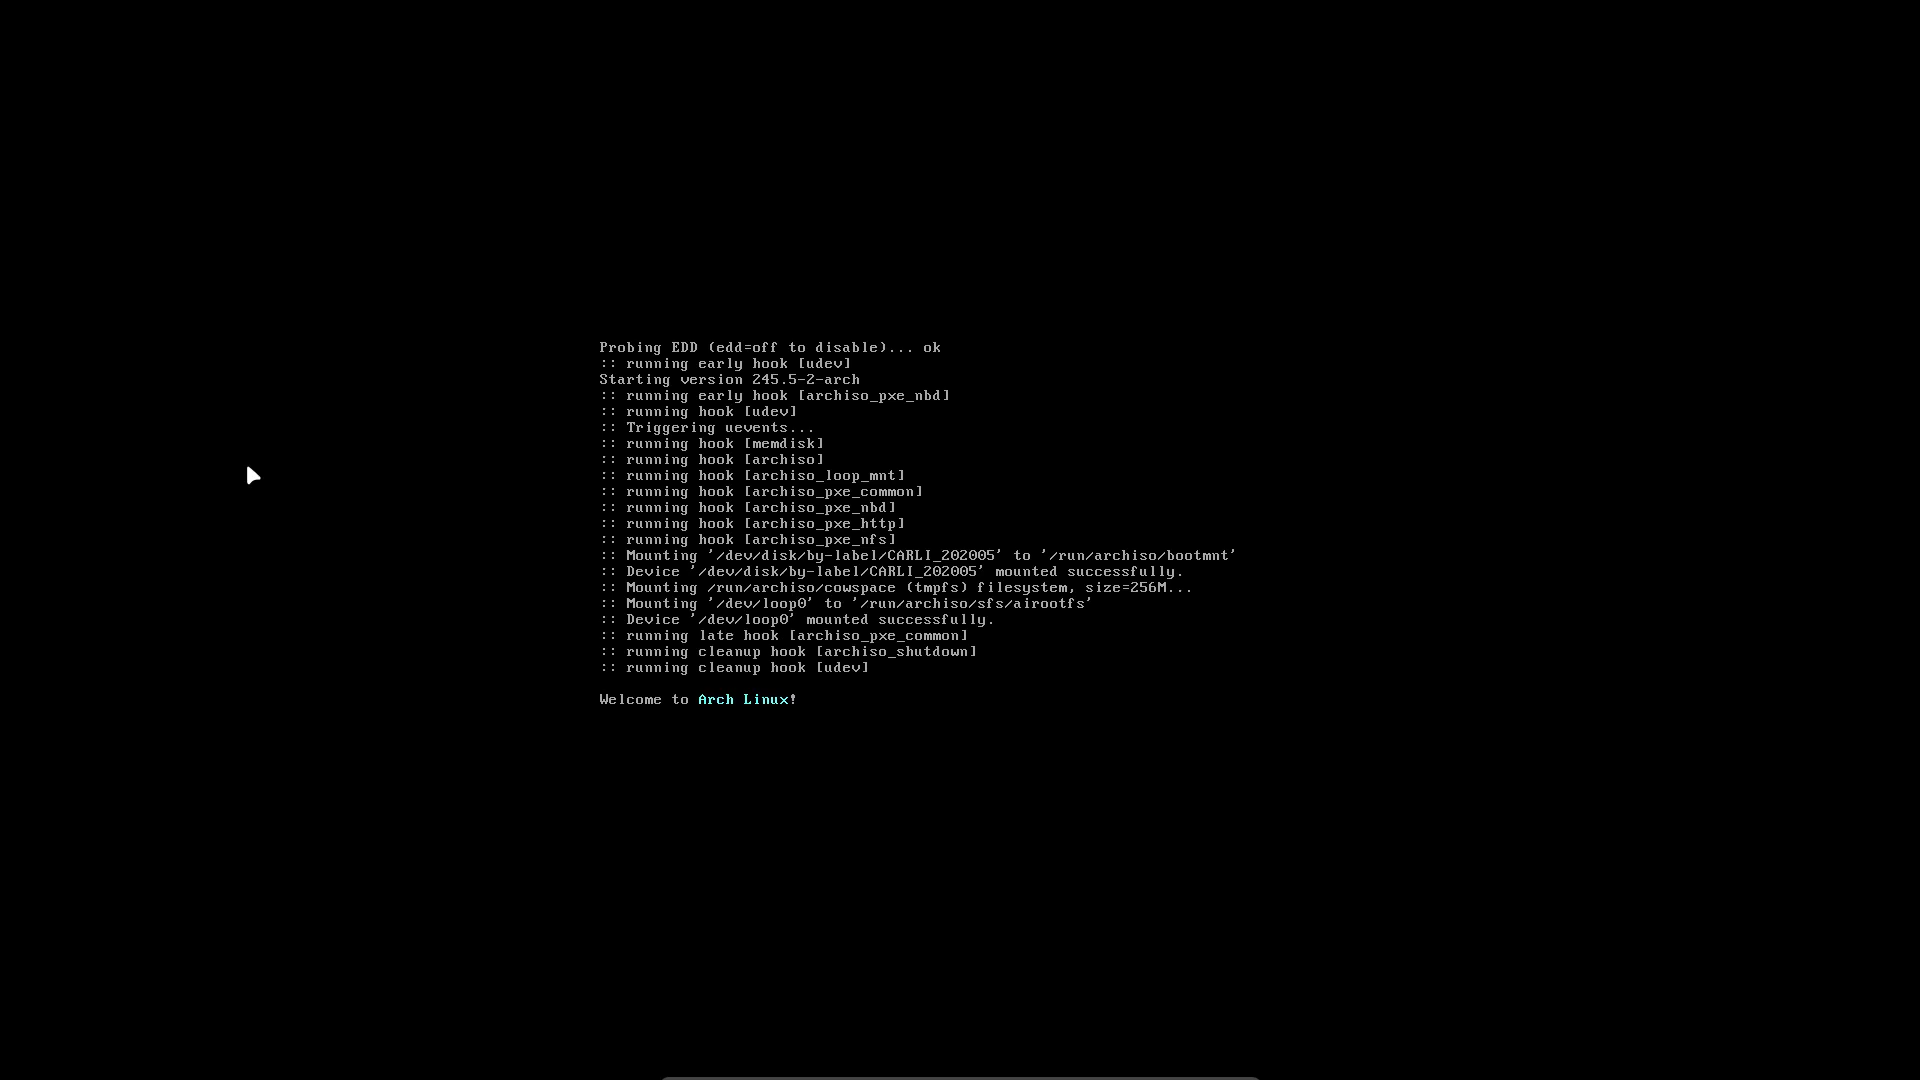 Probing EDD (edd=off to disable)... ok
:: running early hook [udev]
Starting version 245.5-2-arch
:: running early hook [archiso_pxe_nbd]
:: running hook [udev]
:: Triggering uevents...
:: running hook [memdisk]
:: running hook [archiso]
:: running hook [archiso_loop_mnt]
:: running hook [archiso_pxe_common]
:: running hook [archiso_pxe_nbd]
:: running hook [archiso_pxe_http]
:: running hook [archiso_pxe_nfs]
:: Mounting '/dev/disk/by-label/CARLI_202005' to '/run/archiso/bootmnt'
:: Device '/dev/disk/by-label/CARLI_202005' mounted successfully.
:: Mounting /run/archiso/cowspace (tmpfs) filesystem, size=256M...
:: Mounting '/dev/loop0' to '/run/archiso/sfs/airootfs'
:: Device '/dev/loop0' mounted successfully.
:: running late hook [archiso_pxe_common]
:: running cleanup hook [archiso_shutdown]
:: running cleanup hook [udev]
Welcome to Arch Linux!